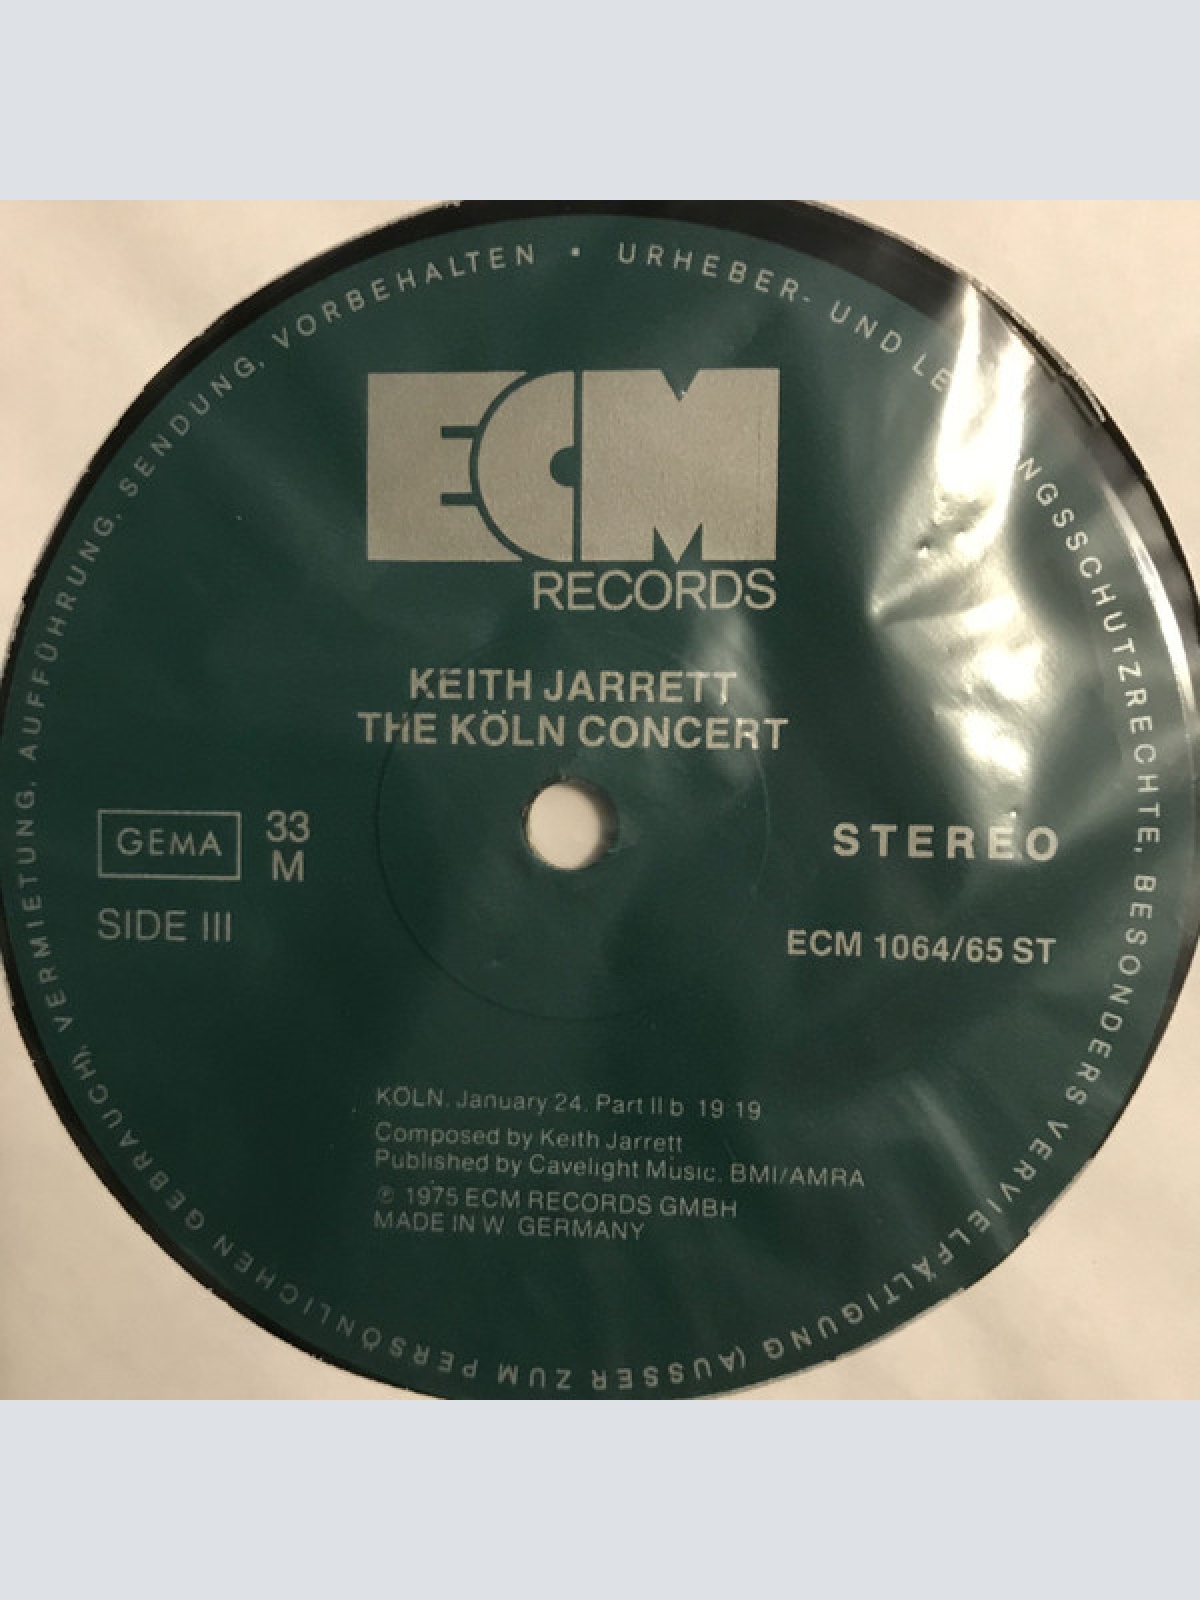 URHEBER- UND LE NGSSCHUTZRECHTE, BESONDERS VERVIELFÄLTIGUNG (AUSSER ZUM PERSÖNLICHEN GEBRAUCH), VERMIETUNG, AUFFÜHRUNG, SENDUNG, VORBEHALTEN •
ECM
RECORDS
KEITH JARRETT
THE KÖLN CONCERT
GEMA
33
M
STEREO
SIDE III
ECM 1064/65 ST
KÖLN, January 24, Part II b 19 19
Composed by Keith Jarrett
Published by Cavelight Music, BMI/AMRA
℗ 1975 ECM RECORDS GMBH
MADE IN W. GERMANY